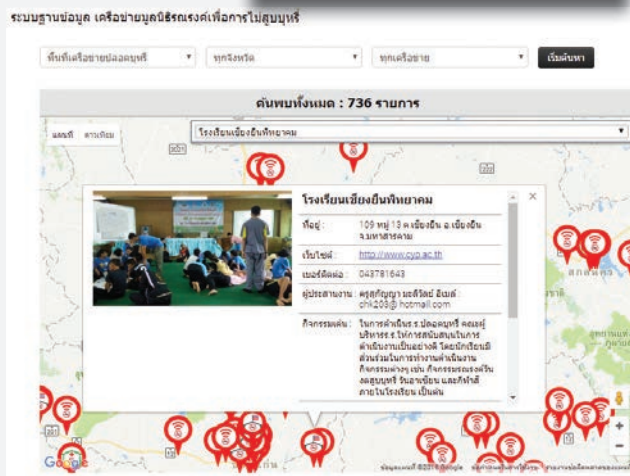 ระบบฐานข้อมูล เครือข่ายมูลนิธิรณรงค์เพื่อการไม่สูบบุหรี่
พื้นที่เครือข่ายปลอดบุหรี่ ทุกจังหวัด ทุกเครือข่าย เริ่มค้นหา
ค้นพบทั้งหมด : 736 รายการ
แผนที่ ดาวเทียม โรงเรียนเชียงยืนพิทยาคม
โรงเรียนเชียงยืนพิทยาคม
ที่อยู่ : 109 หมู่ 13 ต.เชียงยืน อ.เชียงยืน
จ.มหาสารคาม
เว็บไซต์ : http://www.cyp.ac.th
เบอร์ติดต่อ : 043781643
ผู้ประสานงาน : ครูสุกัญญา มะลิวัลย์ อีเมล์ :
chk203@hotmail.com
กิจกรรมเด่น : ในการดำเนินร.ร.ปลอดบุหรี่ คณะผู้
บริหารร.ร.ให้การสนับสนุนในการ
ดำเนินงานเป็นอย่างดี โดยนักเรียนมี
ส่วนร่วมในการทำงานดำเนินงาน
กิจกรรมต่างๆ เช่น กิจกรรมรณรงค์วัน
งดสูบบุหรี่ วันอาเซียน และกีฬาสี
ภายในโรงเรียน เป็นต้น
สกลนคร
Google